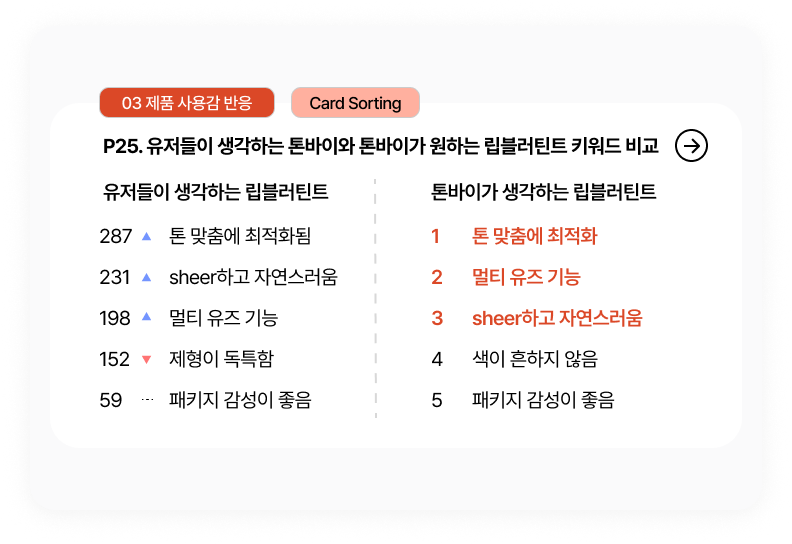 03 제품 사용감 반응
Card Sorting
P25. 유저들이 생각하는 톤바이와 톤바이가 원하는 립블러틴트 키워드 비교
유저들이 생각하는 립블러틴트
287 ▲ 톤 맞춤에 최적화됨
231 ▲ sheer하고 자연스러움
198 ▲ 멀티 유즈 기능
152 ▼ 제형이 독특함
59 ... 패키지 감성이 좋음
톤바이가 생각하는 립블러틴트
1 톤 맞춤에 최적화
2 멀티 유즈 기능
3 sheer하고 자연스러움
4 색이 흔하지 않음
5 패키지 감성이 좋음